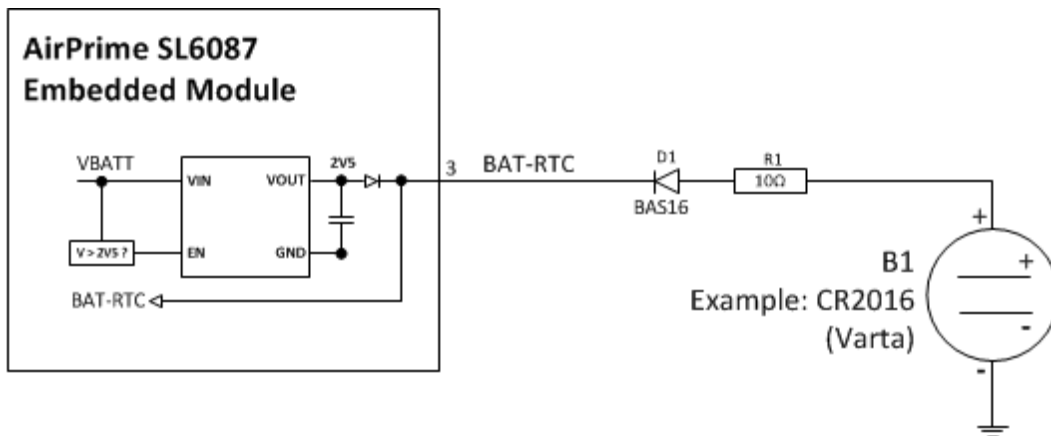 AirPrime SL6087
Embedded Module
VBATT
2V5
VIN
VOUT
3
BAT-RTC
D1
R1
10Ω
BAS16
V > 2V5 ?
EN
GND
BAT-RTC
+
B1
+
Example: CR2016
-
(Varta)
-